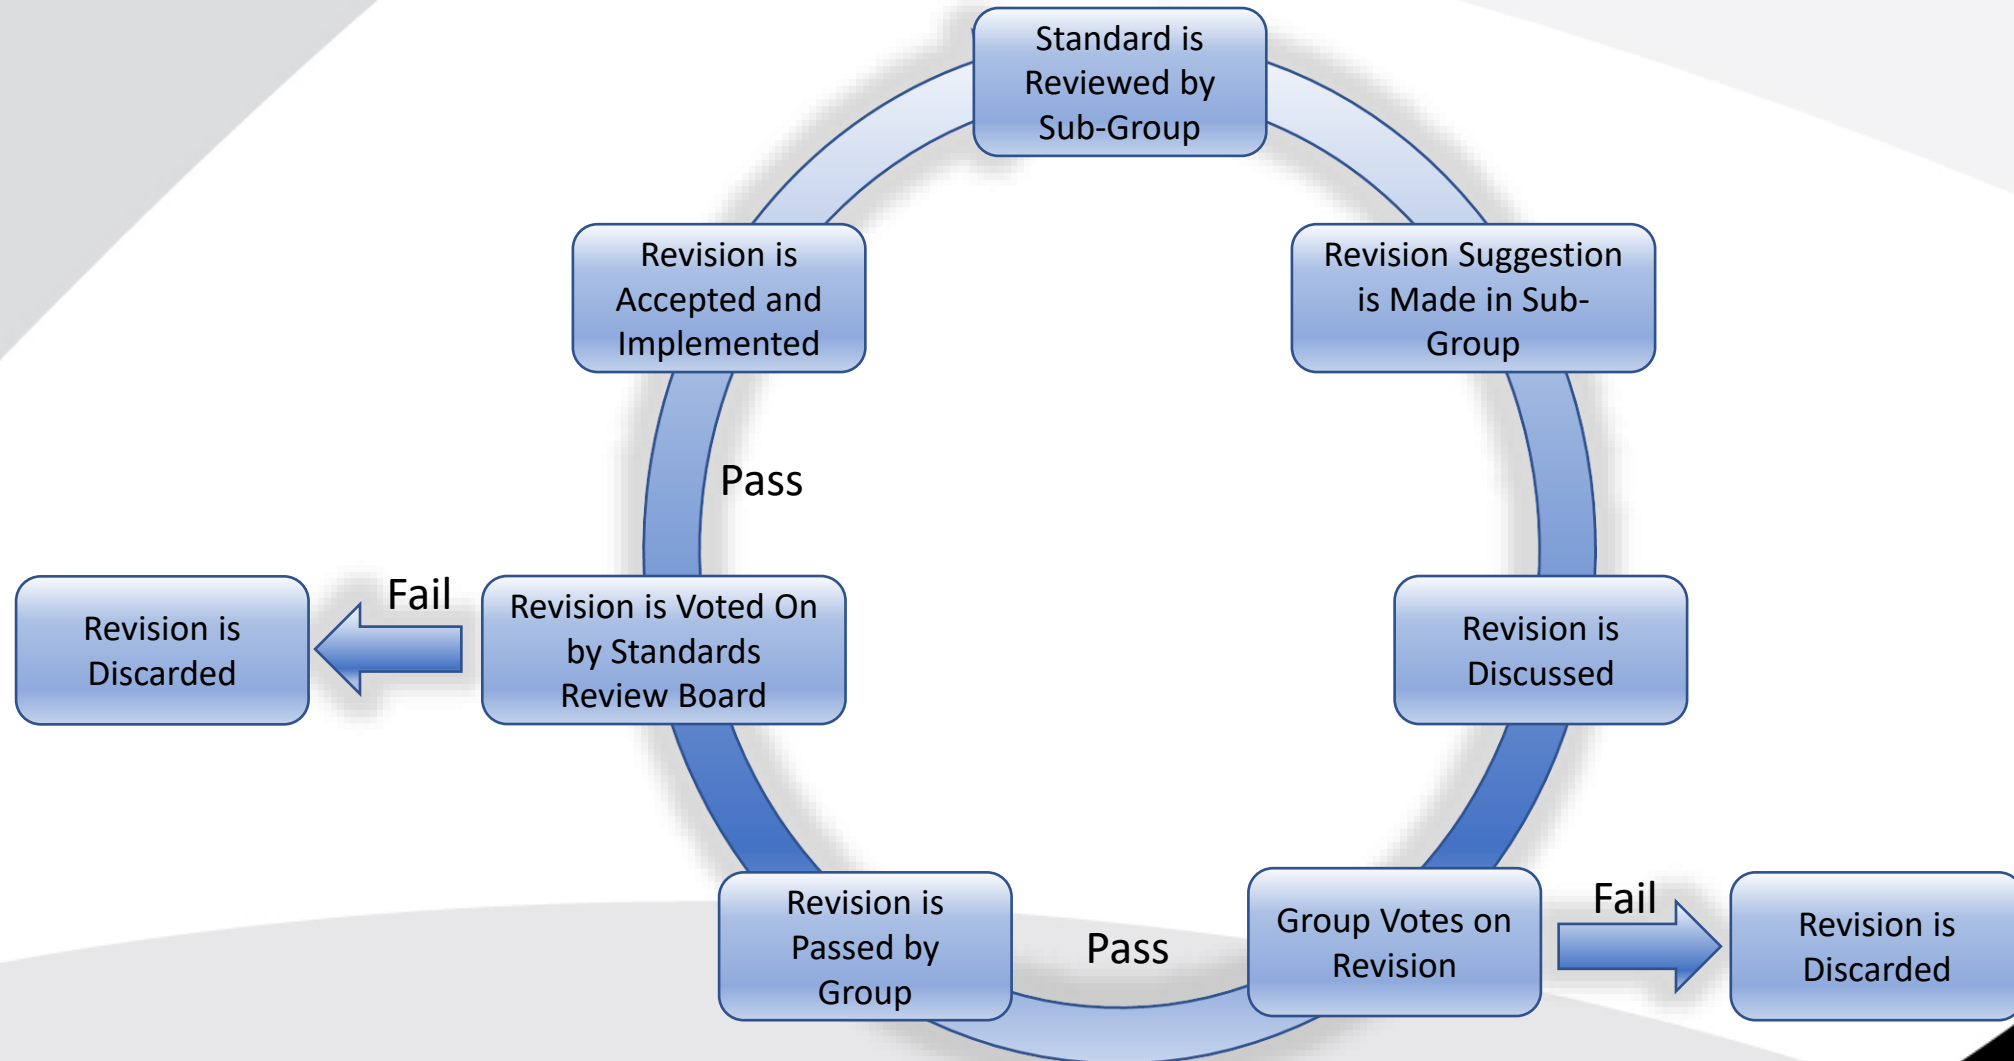 Standard is
Reviewed by
Sub-Group
Revision Suggestion
is Made in Sub-
Group
Revision is
Discussed
Group Votes on
Revision
Fail
Revision is
Discarded
Pass
Revision is
Passed by
Group
Revision is Voted On
by Standards
Review Board
Fail
Revision is
Discarded
Pass
Revision is
Accepted and
Implemented